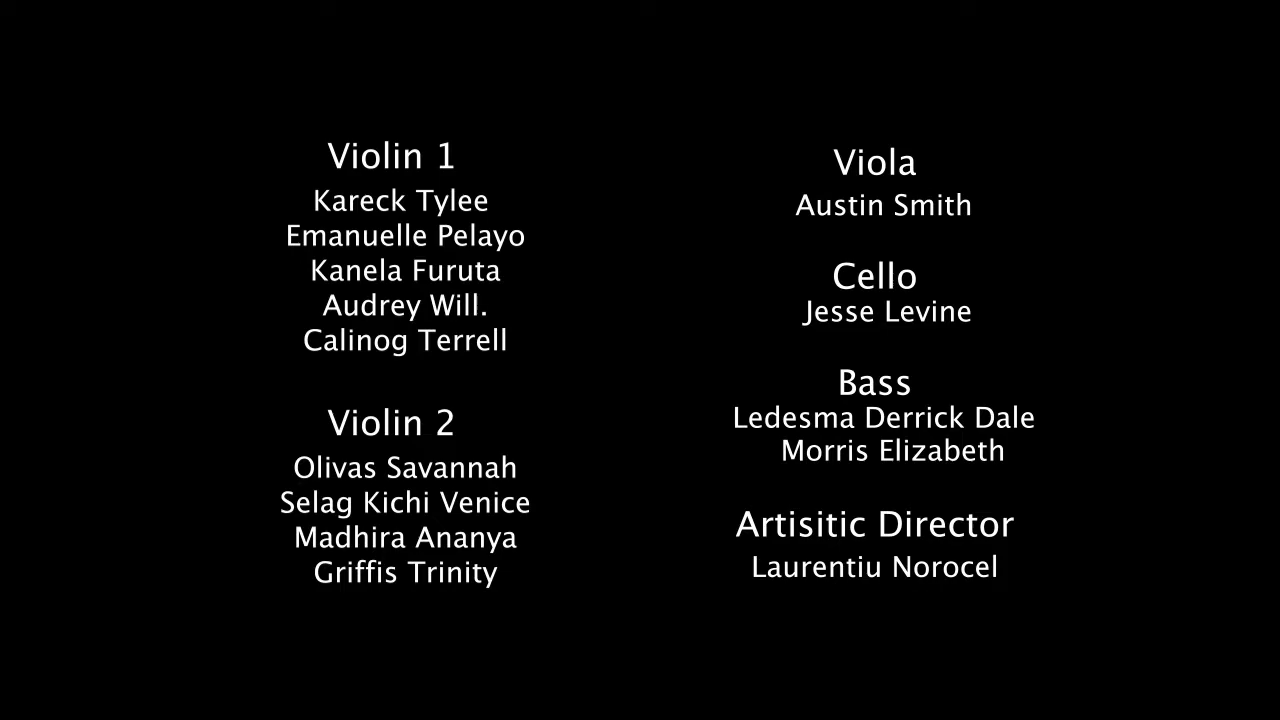 Violin 1
Kareck Tylee
Emanuelle Pelayo
Kanela Furuta
Audrey Will.
Calinog Terrell
Violin 2
Olivas Savannah
Selag Kichi Venice
Madhira Ananya
Griffis Trinity
Viola
Austin Smith
Cello
Jesse Levine
Bass
Ledesma Derrick Dale
Morris Elizabeth
Artisitic Director
Laurentiu Norocel